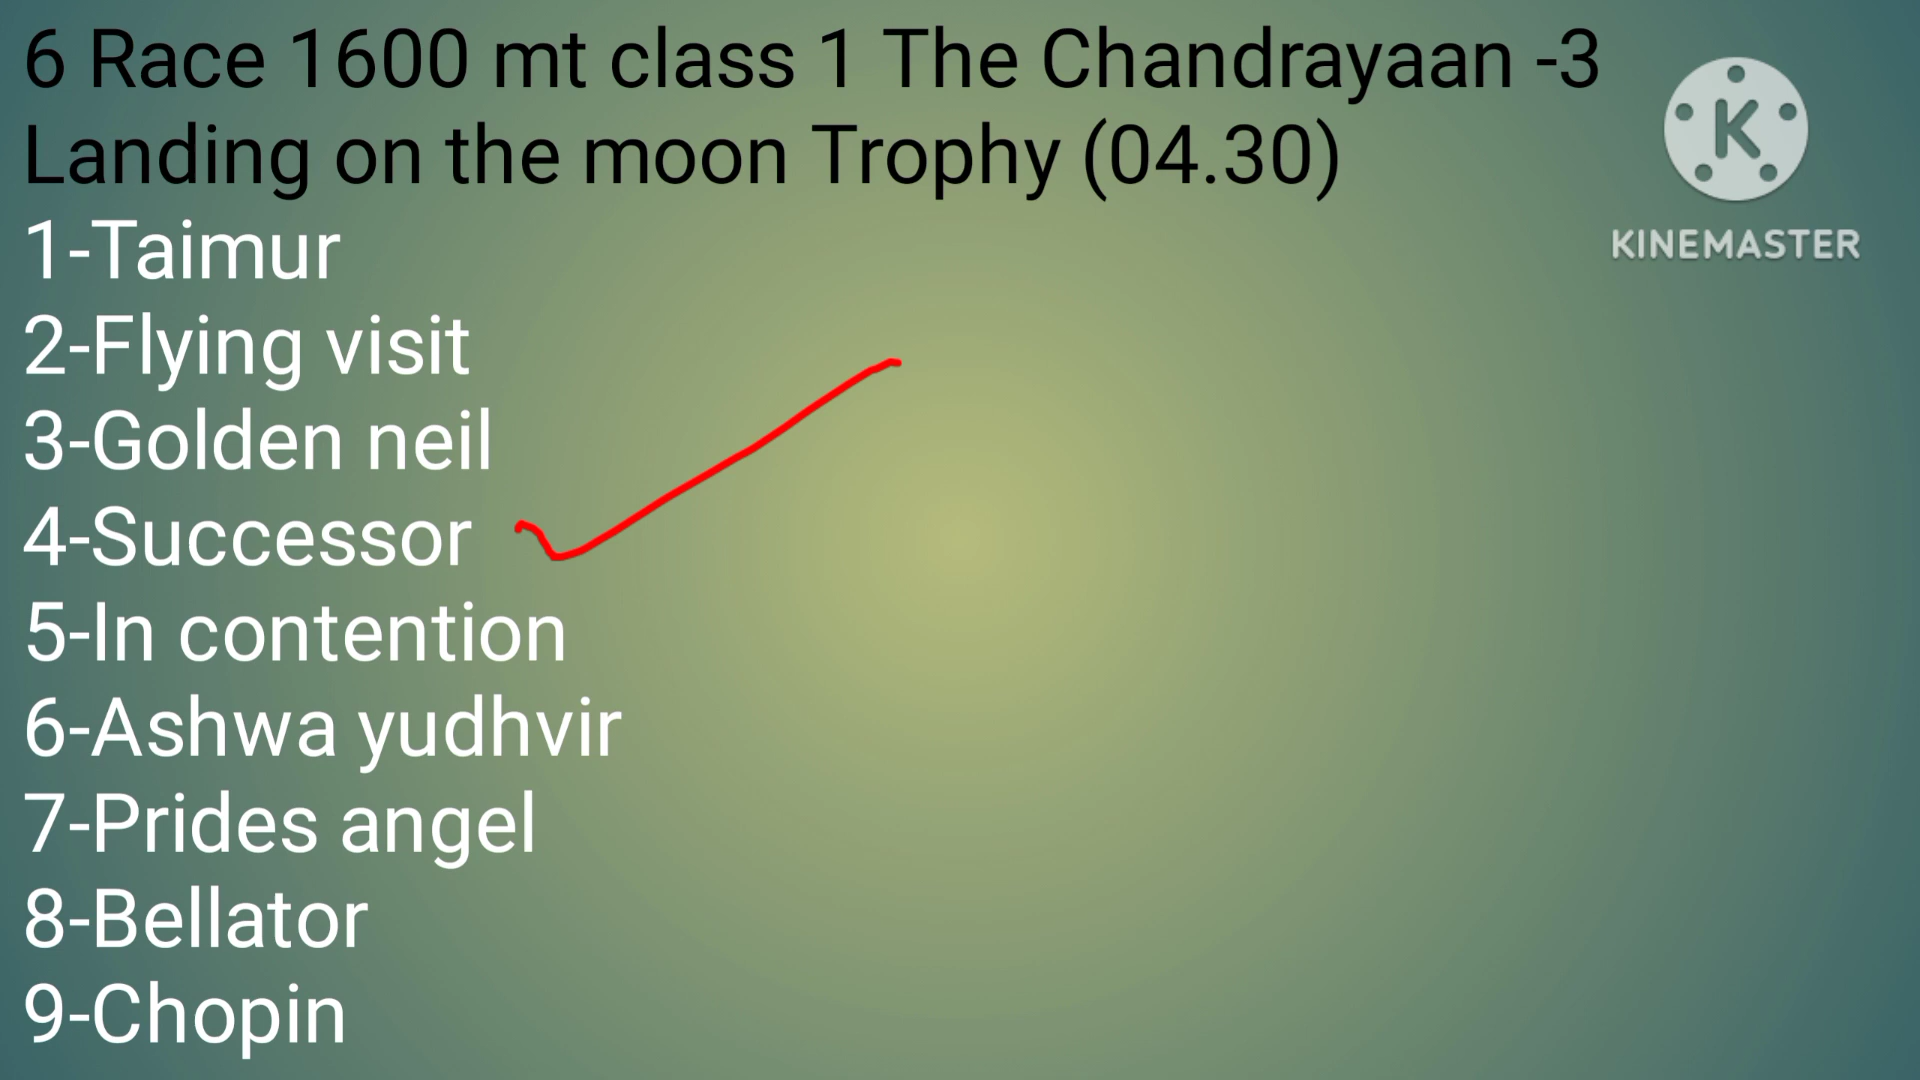 6 Race 1600 mt class 1 The Chandrayaan -3
Landing on the moon Trophy (04.30)
1-Taimur
2-Flying visit
3-Golden neil
4-Successor
5-In contention
6-Ashwa yudhvir
7-Prides angel
8-Bellator
9-Chopin
K
KINEMASTER